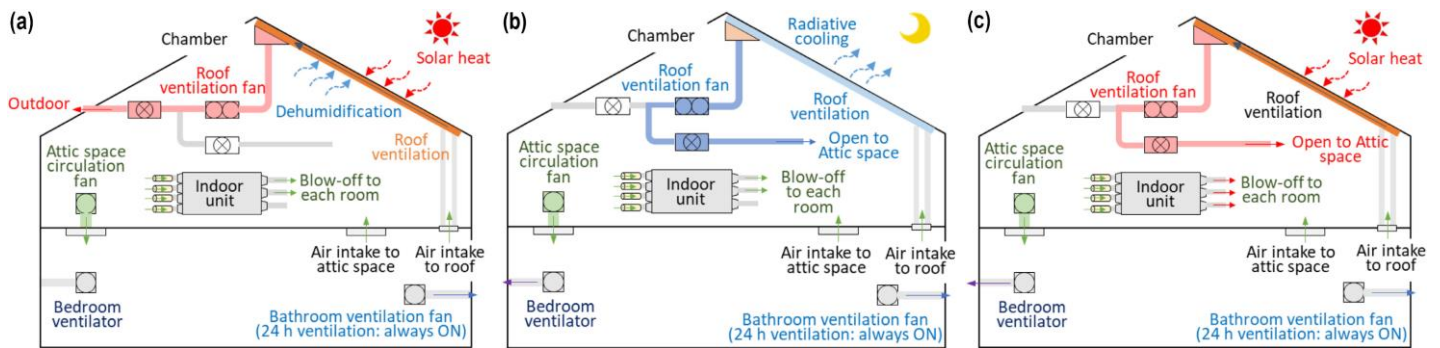 (a)
Chamber
Solar heat
Roof
ventilation fan
Outdoor
Dehumidification
Roof
ventilation
Attic space
circulation
fan
Indoor
unit
Blow-off to
each room
Air intake to
attic space
Air intake
to roof
Bedroom
ventilator
Bathroom ventilation fan
(24 h ventilation: always ON)
(b)
Radiative
cooling
Chamber
Roof
ventilation fan
Roof
ventilation
Open to
Attic space
Attic space
circulation
fan
Indoor
unit
Blow-off
to each
room
Air intake to
attic space
Air intake
to roof
Bedroom
ventilator
Bathroom ventilation fan
(24 h ventilation: always ON)
(c)
Chamber
Solar heat
Roof
ventilation fan
Roof
ventilation
Open to Attic
space
Attic space
circulation
fan
Indoor
unit
Blow-off to
each room
Air intake to
attic space
Air intake
to roof
Bedroom
ventilator
Bathroom ventilation fan
(24 h ventilation: always ON)